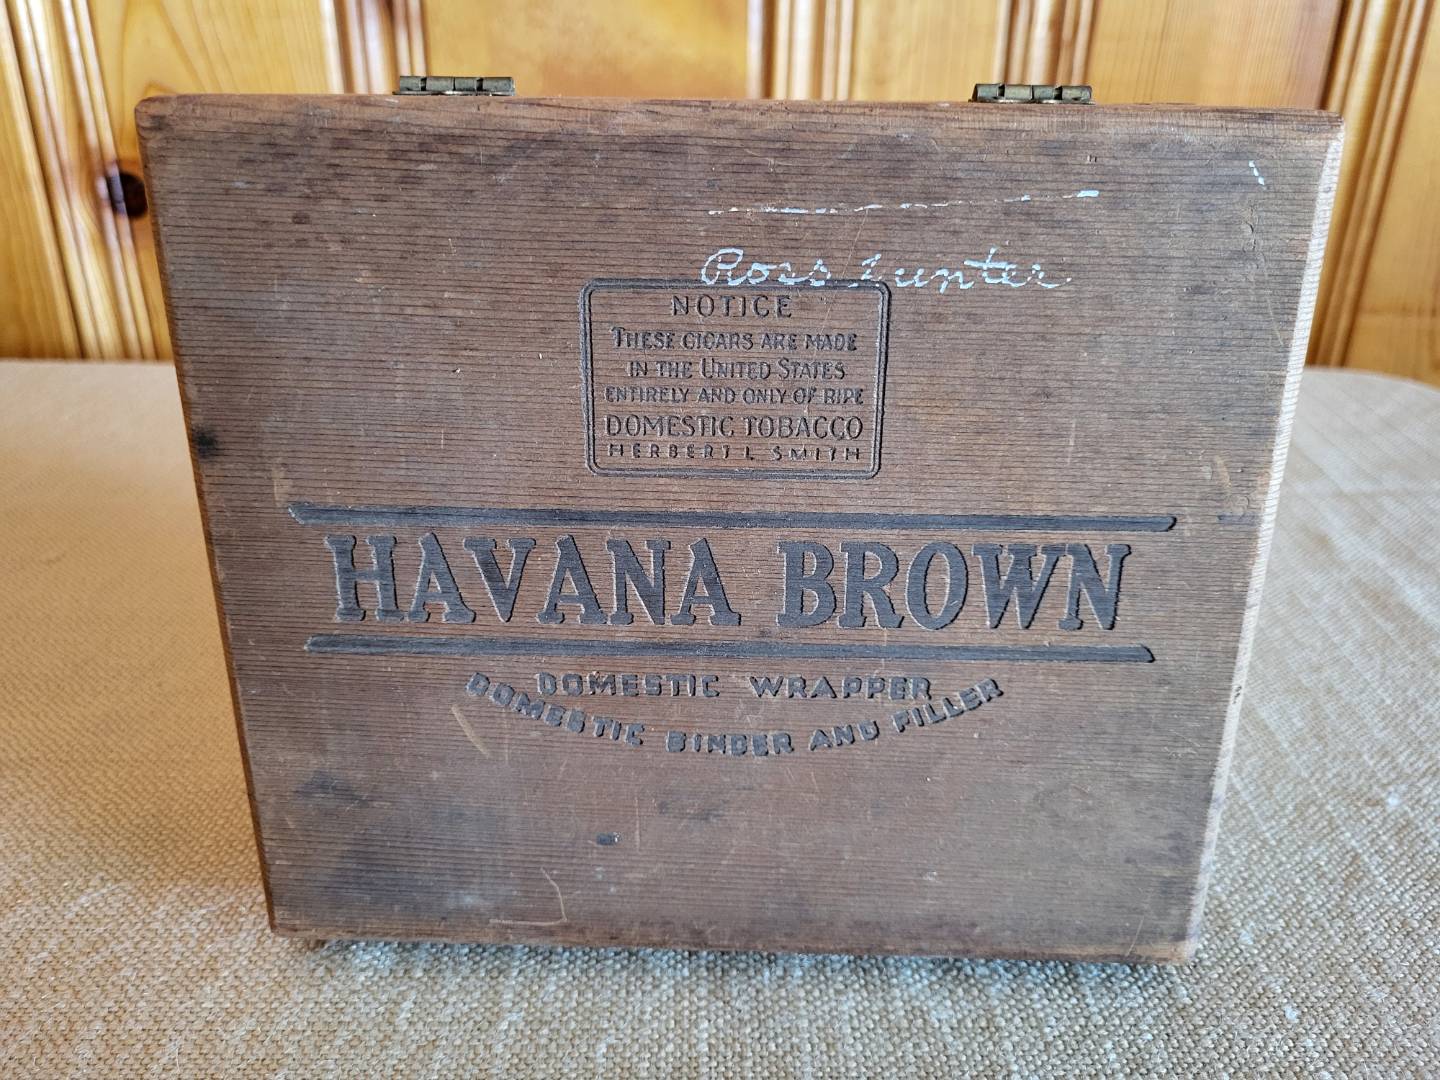 Ross Hunter
NOTICE
THESE CIGARS ARE MADE
IN THE UNITED STATES
ENTIRELY AND ONLY OF RIPE
DOMESTIC TOBACCO
HERBERT L SMITH
HAVANA BROWN
DOMESTIC WRAPPER
DOMESTIC BINDER AND FILLER